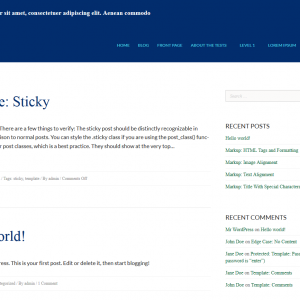 r sit amet, consectetuer adipiscing elit. Aenean commodo
HOME BLOG FRONT PAGE ABOUT THE TESTS LEVEL 1 LOREM IPSUM
e: Sticky
There are a few things to verify: The sticky post should be distinctly recognizable in
ison to normal posts. You can style the .sticky class if you are using the post_class() func-
r post classes, which is a best practice. They should show at the very top...
Tags: sticky, template / By admin / Comments Off
orld!
ress. This is your first post. Edit or delete it, then start blogging!
egorized / By admin / 1 Comment
Search
RECENT POSTS
Hello world!
Markup: HTML Tags and Formatting
Markup: Image Alignment
Markup: Text Alignment
Markup: Title With Special Characters
RECENT COMMENTS
Mr WordPress on Hello world!
John Doe on Edge Case: No Content
Jane Doe on Protected: Template: Pass
password is "enter")
Jane Doe on Template: Comments
John Doe on Template: Comments